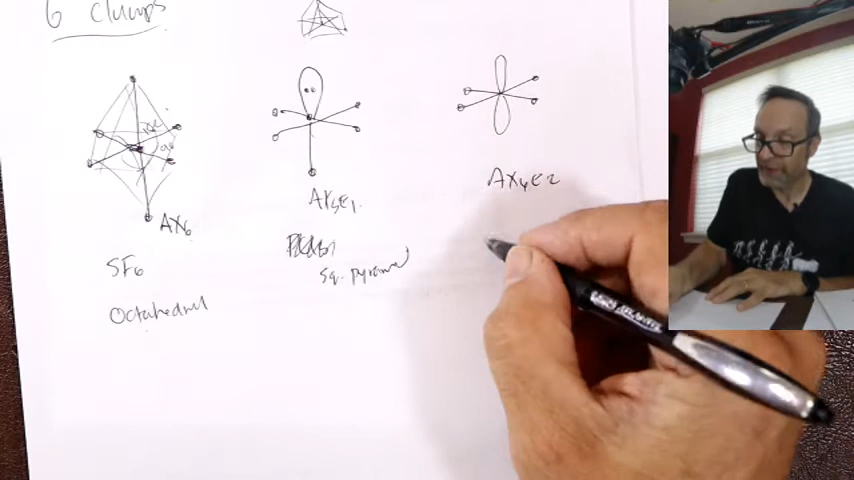 6 clumps
AX6
AX5E1
AX4E2
SF6
Sq. pyramid
Octahedral